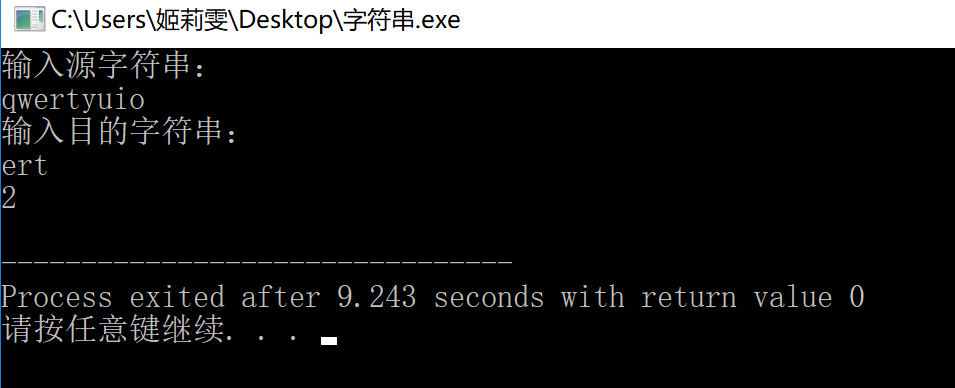 C:\Users\姬莉雯\Desktop\字符串.exe
输入源字符串：
qwertyuio
输入目的字符串：
ert
2
--------------------------------
Process exited after 9.243 seconds with return value 0
请按任意键继续. . .